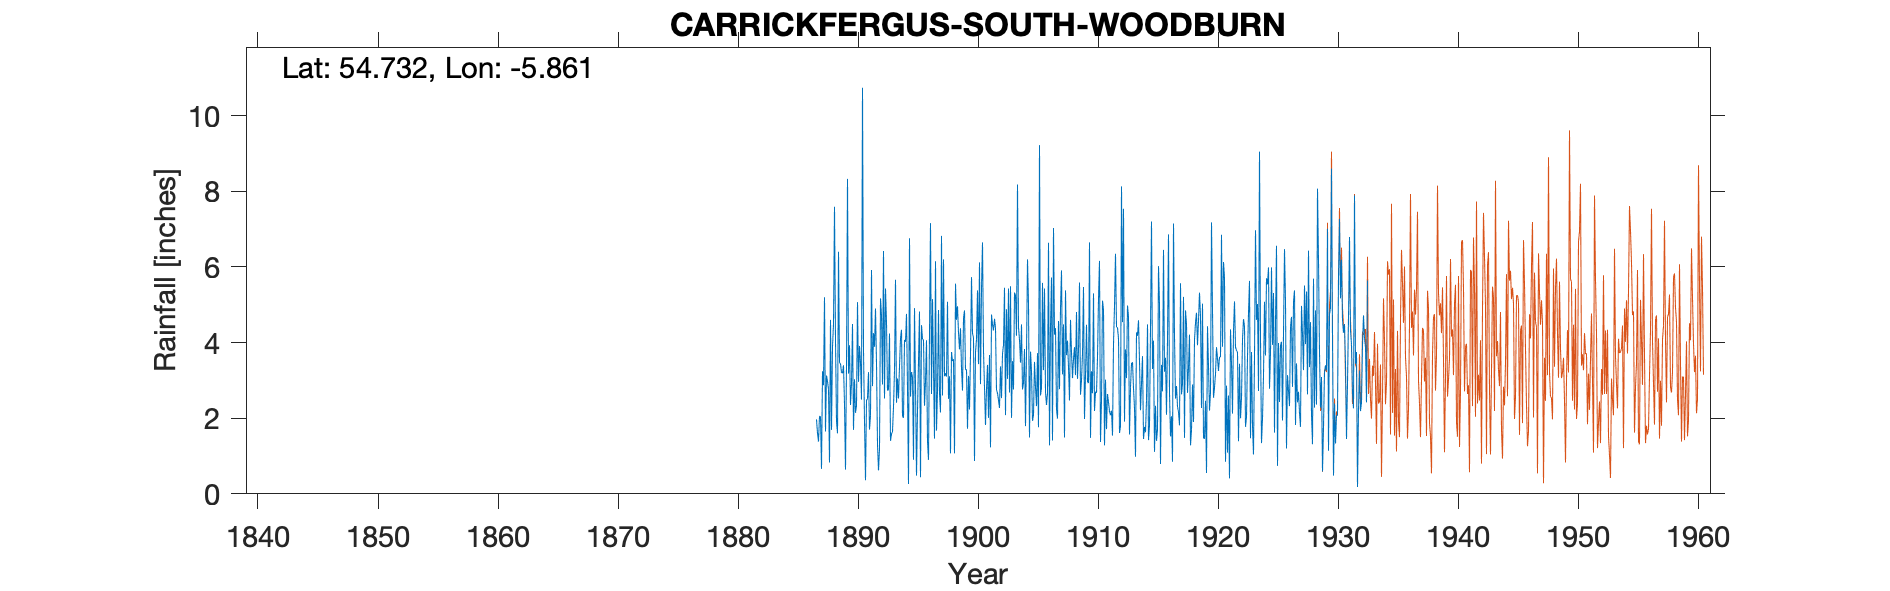 CARRICKFERGUS-SOUTH-WOODBURN
Lat: 54.732, Lon: -5.861
10
8
6
4
2
0
Rainfall [inches]
1840 1850 1860 1870 1880 1890 1900 1910 1920 1930 1940 1950 1960
Year